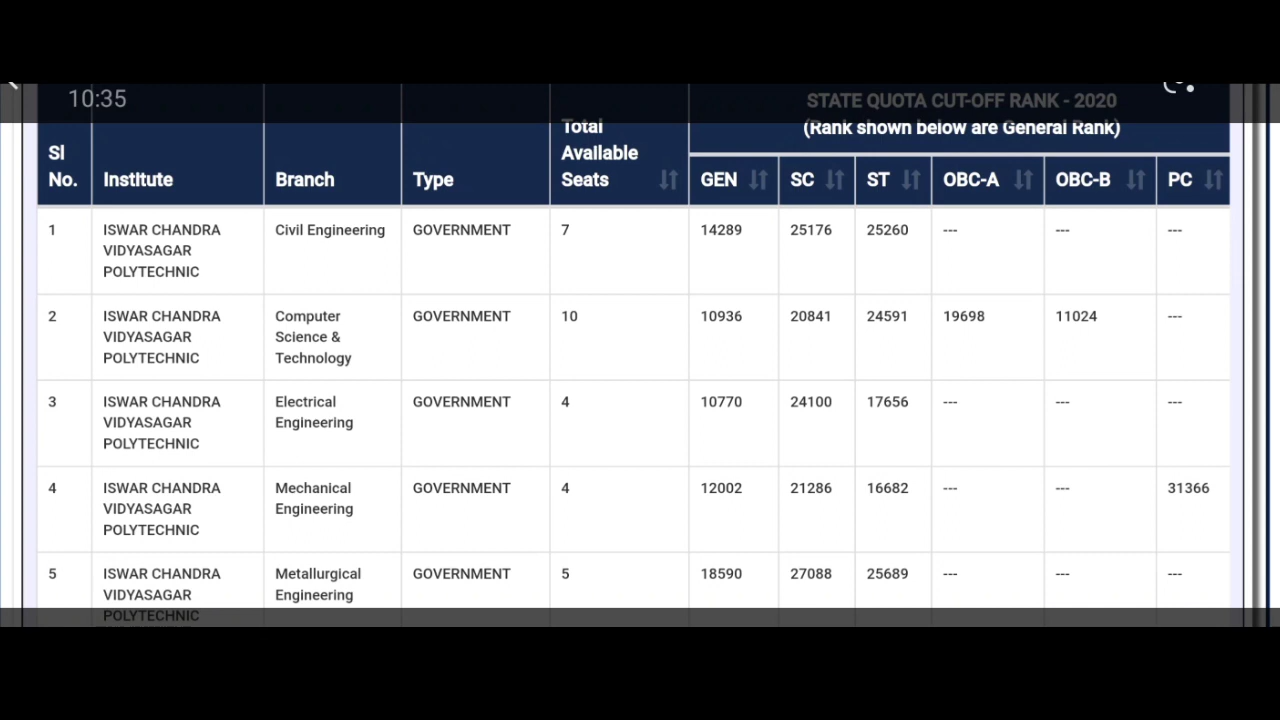 10:35
STATE QUOTA CUT-OFF RANK - 2020
(Rank shown below are General Rank)
Sl No. Institute Branch Type Total Available Seats GEN SC ST OBC-A OBC-B PC
1 ISWAR CHANDRA VIDYASAGAR POLYTECHNIC Civil Engineering GOVERNMENT 7 14289 25176 25260 --- --- ---
2 ISWAR CHANDRA VIDYASAGAR POLYTECHNIC Computer Science & Technology GOVERNMENT 10 10936 20841 24591 19698 11024 ---
3 ISWAR CHANDRA VIDYASAGAR POLYTECHNIC Electrical Engineering GOVERNMENT 4 10770 24100 17656 --- --- ---
4 ISWAR CHANDRA VIDYASAGAR POLYTECHNIC Mechanical Engineering GOVERNMENT 4 12002 21286 16682 --- --- 31366
5 ISWAR CHANDRA VIDYASAGAR POLYTECHNIC Metallurgical Engineering GOVERNMENT 5 18590 27088 25689 --- --- ---